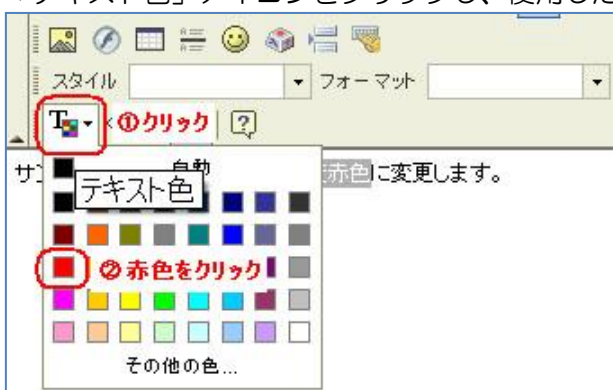 「テキスト色」アイコンをクリックし、使用した
スタイル フォーマット
①クリック
サン 自動 赤色に変更します。
テキスト色
②赤色をクリック
その他の色...